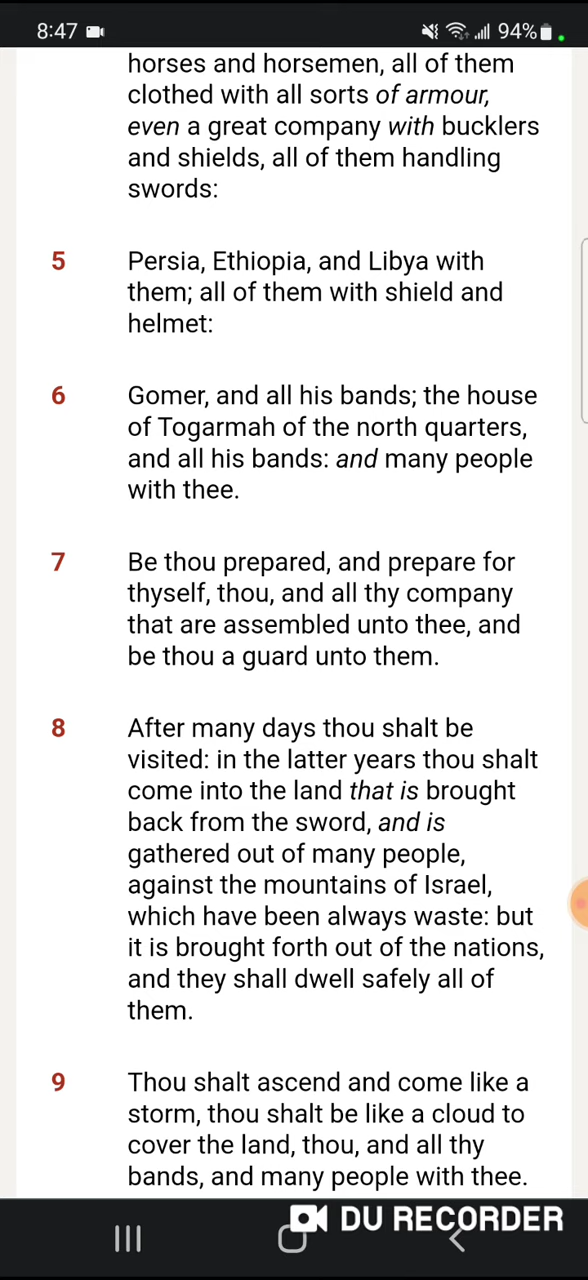 8:47 94%
horses and horsemen, all of them
clothed with all sorts of armour,
even a great company with bucklers
and shields, all of them handling
swords:
5 Persia, Ethiopia, and Libya with
them; all of them with shield and
helmet:
6 Gomer, and all his bands; the house
of Togarmah of the north quarters,
and all his bands: and many people
with thee.
7 Be thou prepared, and prepare for
thyself, thou, and all thy company
that are assembled unto thee, and
be thou a guard unto them.
8 After many days thou shalt be
visited: in the latter years thou shalt
come into the land that is brought
back from the sword, and is
gathered out of many people,
against the mountains of Israel,
which have been always waste: but
it is brought forth out of the nations,
and they shall dwell safely all of
them.
9 Thou shalt ascend and come like a
storm, thou shalt be like a cloud to
cover the land, thou, and all thy
bands, and many people with thee.
DU RECORDER